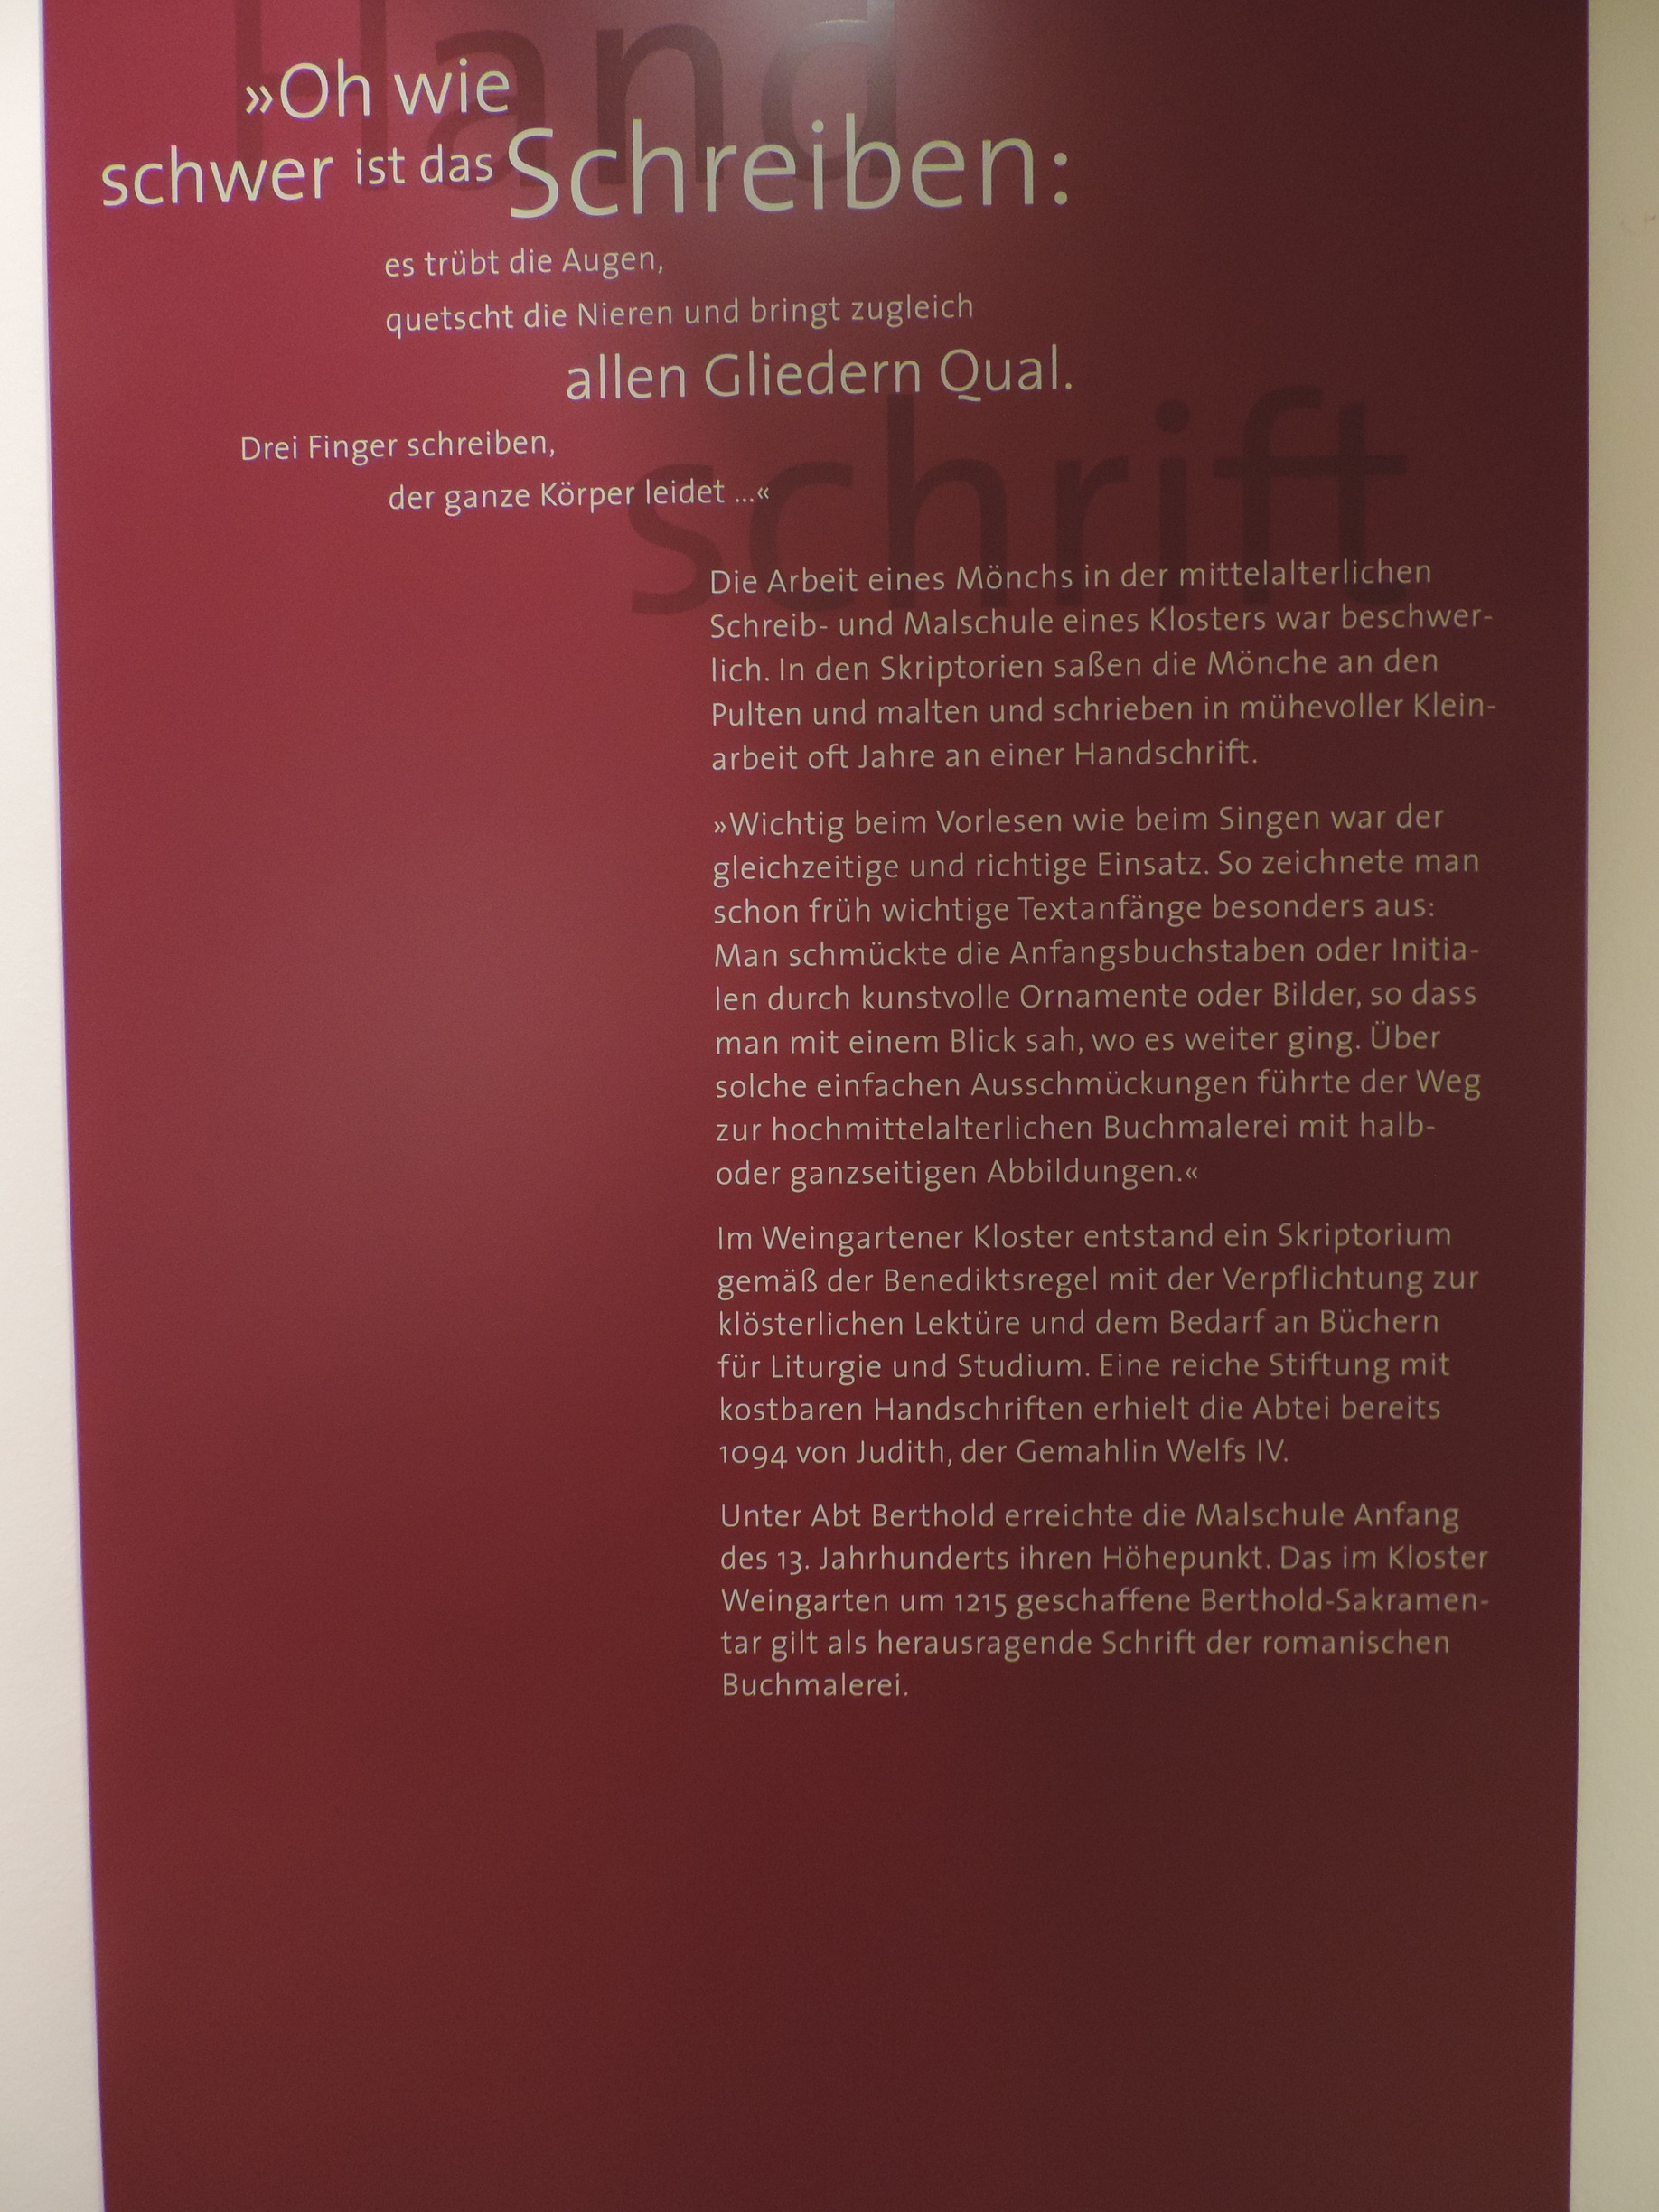 Hand
»Oh wie
schwer ist das Schreiben:
es trübt die Augen,
quetscht die Nieren und bringt zugleich
allen Gliedern Qual.
Drei Finger schreiben,
der ganze Körper leidet ...«
schrift
Die Arbeit eines Mönchs in der mittelalterlichen
Schreib- und Malschule eines Klosters war beschwer-
lich. In den Skriptorien saßen die Mönche an den
Pulten und malten und schrieben in mühevoller Klein-
arbeit oft Jahre an einer Handschrift.
»Wichtig beim Vorlesen wie beim Singen war der
gleichzeitige und richtige Einsatz. So zeichnete man
schon früh wichtige Textanfänge besonders aus:
Man schmückte die Anfangsbuchstaben oder Initia-
len durch kunstvolle Ornamente oder Bilder, so dass
man mit einem Blick sah, wo es weiter ging. Über
solche einfachen Ausschmückungen führte der Weg
zur hochmittelalterlichen Buchmalerei mit halb-
oder ganzseitigen Abbildungen.«
Im Weingartener Kloster entstand ein Skriptorium
gemäß der Benediktsregel mit der Verpflichtung zur
klösterlichen Lektüre und dem Bedarf an Büchern
für Liturgie und Studium. Eine reiche Stiftung mit
kostbaren Handschriften erhielt die Abtei bereits
1094 von Judith, der Gemahlin Welfs IV.
Unter Abt Berthold erreichte die Malschule Anfang
des 13. Jahrhunderts ihren Höhepunkt. Das im Kloster
Weingarten um 1215 geschaffene Berthold-Sakramen-
tar gilt als herausragende Schrift der romanischen
Buchmalerei.